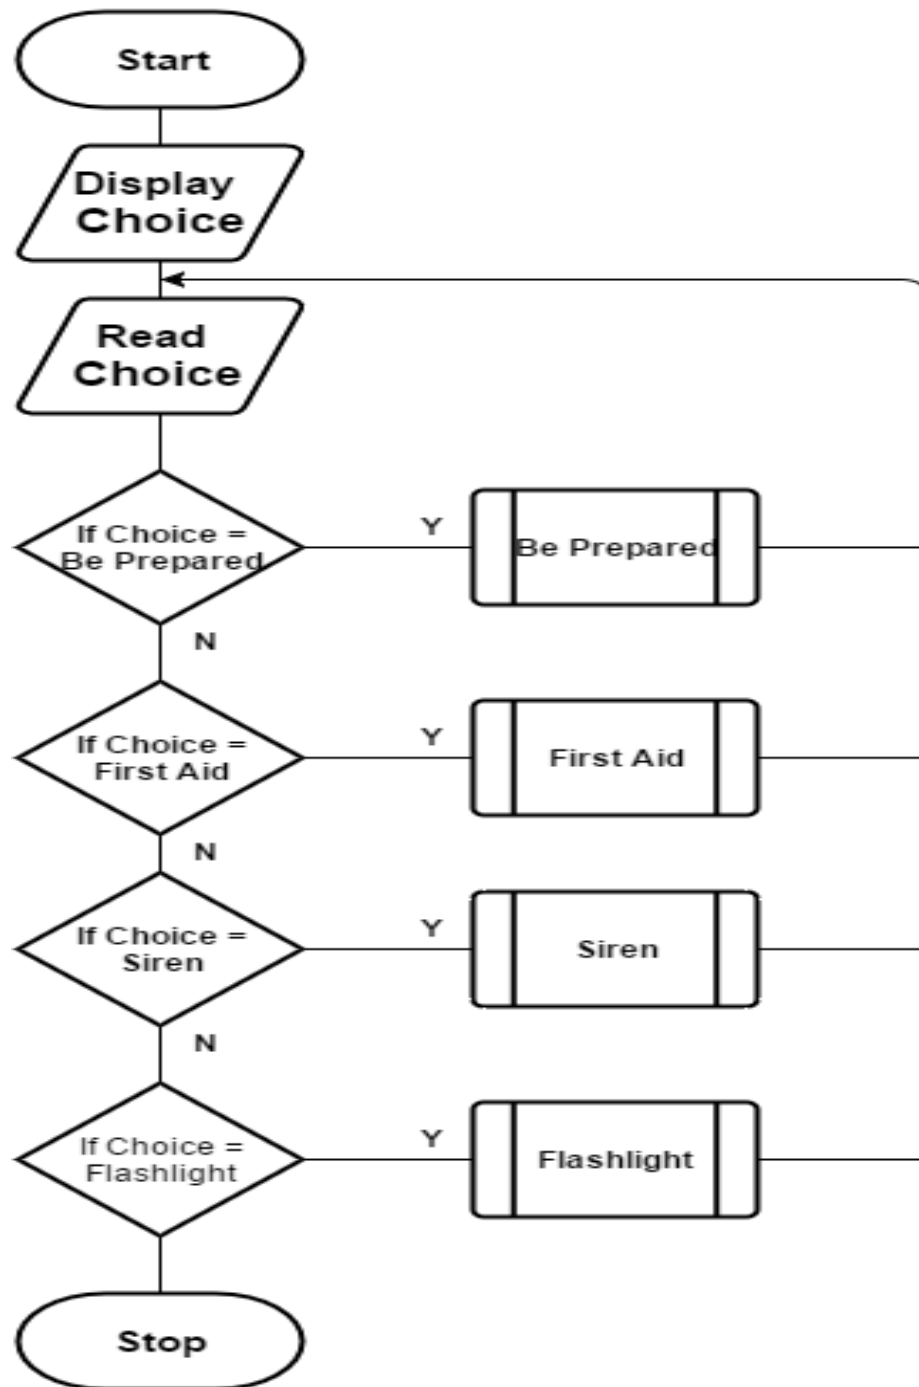 Start
Display
Choice
Read
Choice
If Choice =
Be Prepared
Y
Be Prepared
N
If Choice =
First Aid
Y
First Aid
N
If Choice =
Siren
Y
Siren
N
If Choice =
Flashlight
Y
Flashlight
Stop